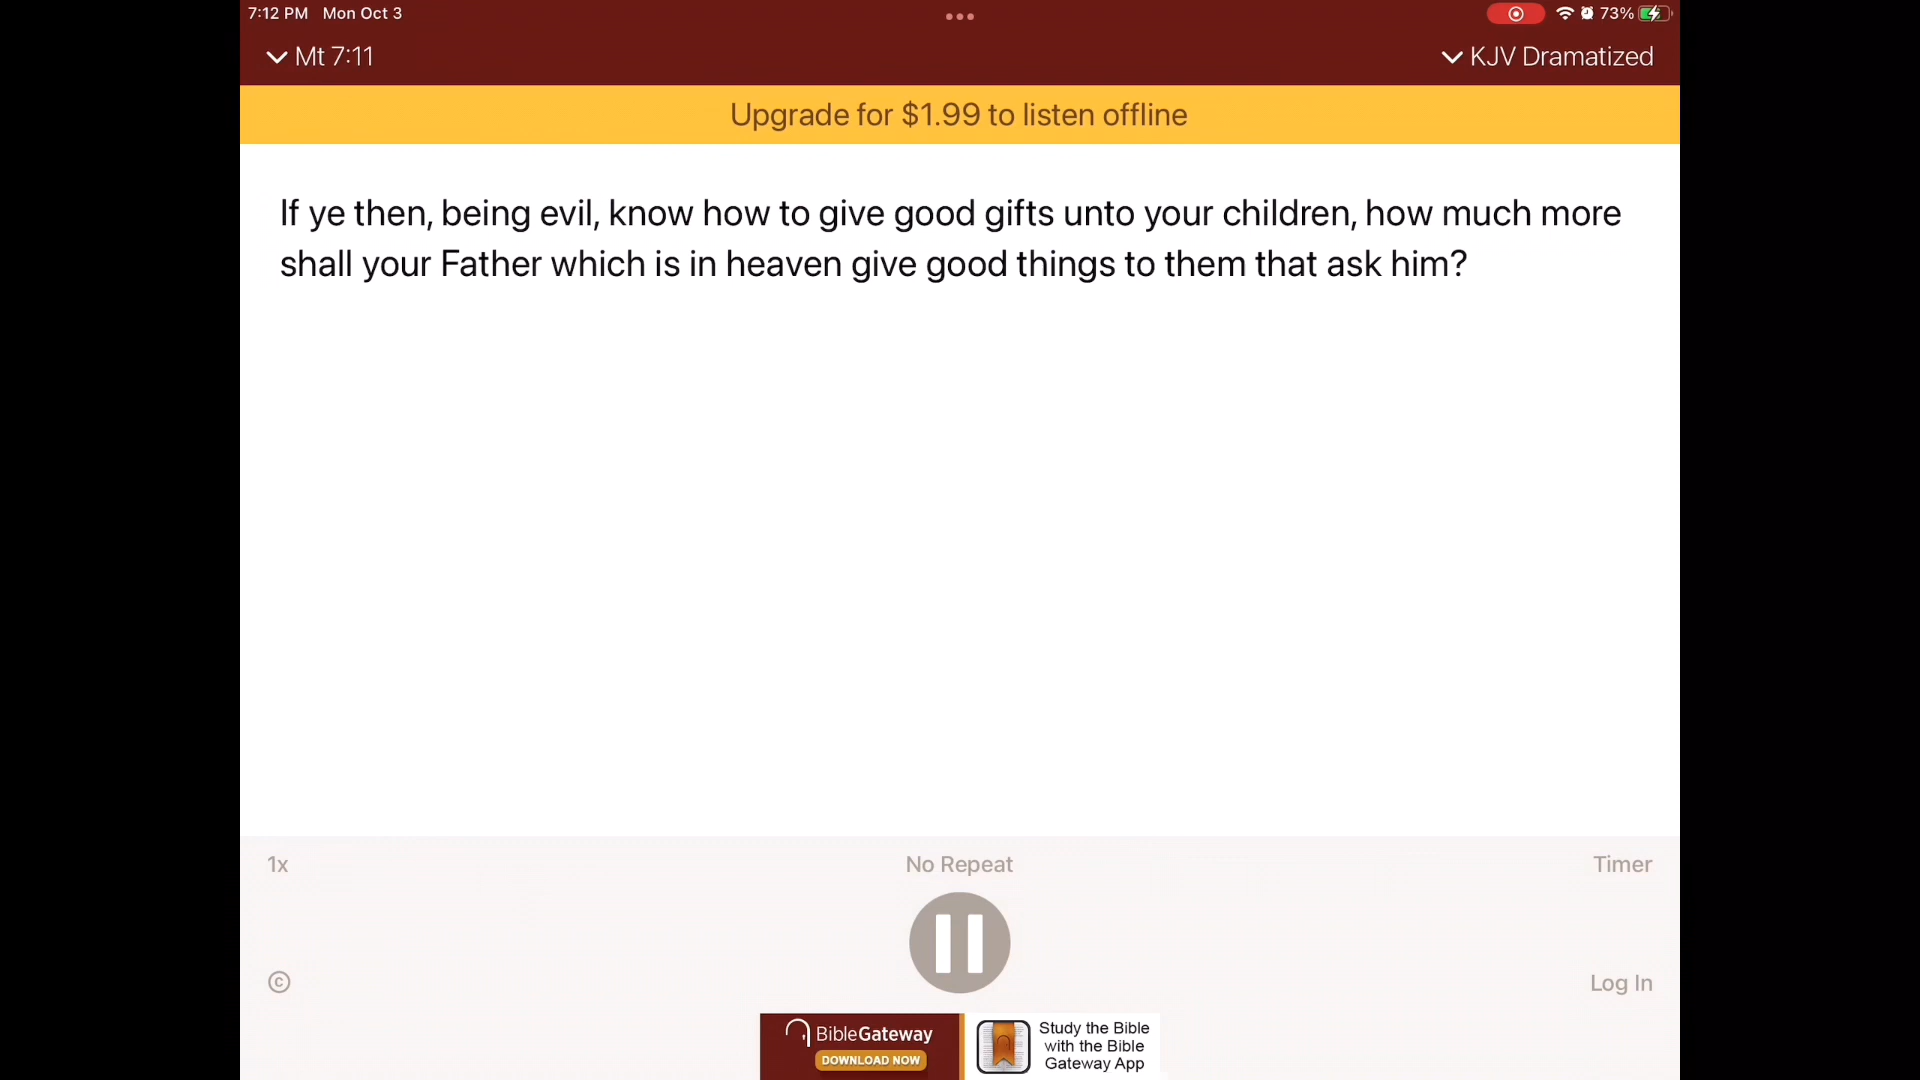 7:12 PM Mon Oct 3
73%
Mt 7:11
KJV Dramatized
Upgrade for $1.99 to listen offline
If ye then, being evil, know how to give good gifts unto your children, how much more
shall your Father which is in heaven give good things to them that ask him?
1x
No Repeat
Timer
©
Log In
BibleGateway
DOWNLOAD NOW
Study the Bible
with the Bible
Gateway App